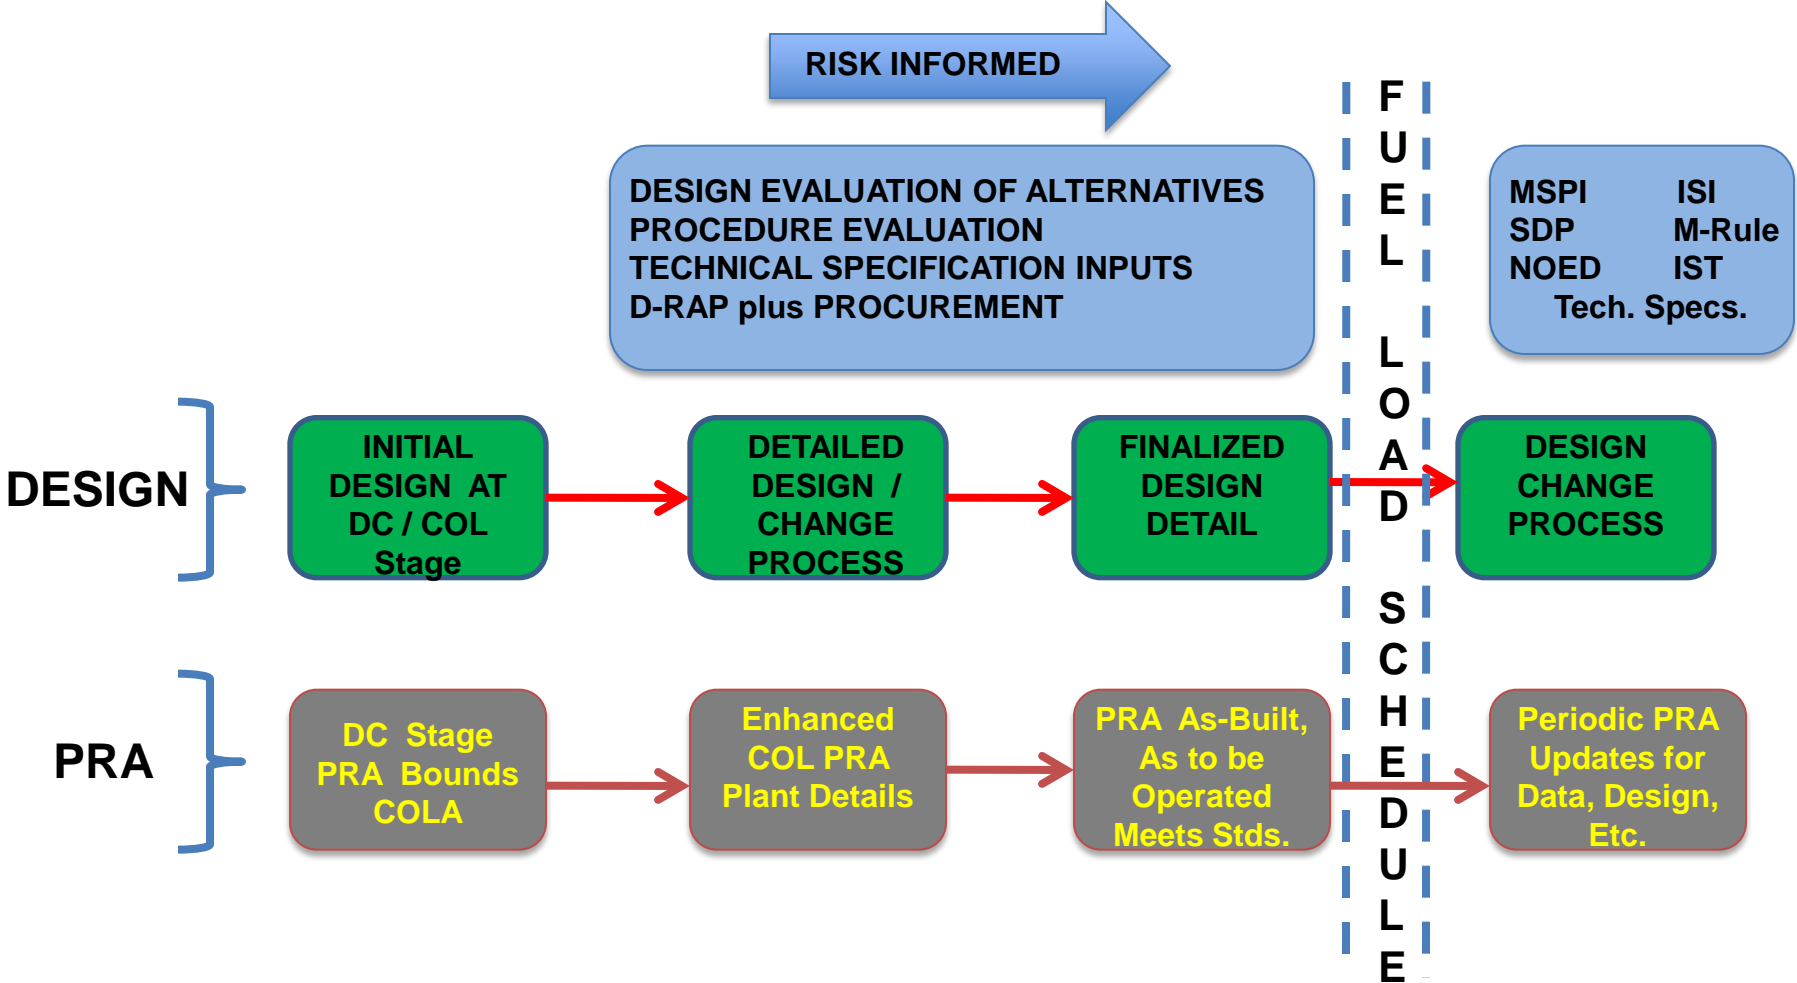 RISK INFORMED
DESIGN EVALUATION OF ALTERNATIVES
PROCEDURE EVALUATION
TECHNICAL SPECIFICATION INPUTS
D-RAP plus PROCUREMENT
FUEL LOAD SCHEDULE
MSPI ISI
SDP M-Rule
NOED IST
Tech. Specs.
DESIGN
INITIAL
DESIGN AT
DC / COL
Stage
DETAILED
DESIGN /
CHANGE
PROCESS
FINALIZED
DESIGN
DETAIL
DESIGN
CHANGE
PROCESS
PRA
DC Stage
PRA Bounds
COLA
Enhanced
COL PRA
Plant Details
PRA As-Built,
As to be
Operated
Meets Stds.
Periodic PRA
Updates for
Data, Design,
Etc.